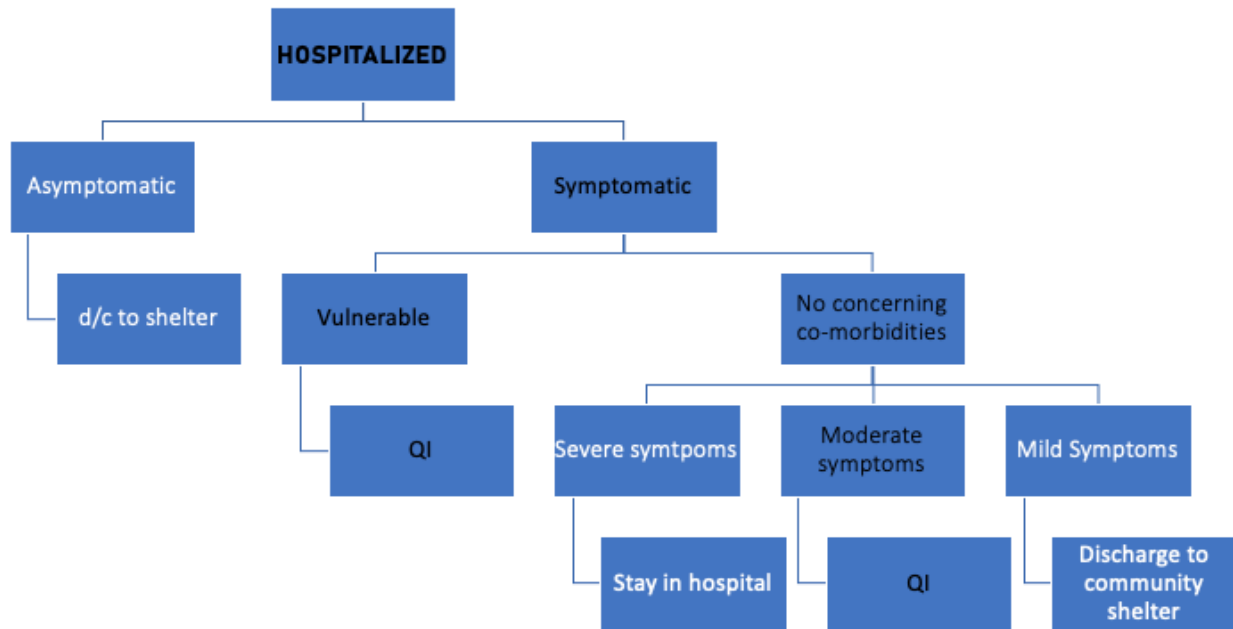 HOSPITALIZED
Asymptomatic
Symptomatic
d/c to shelter
Vulnerable
No concerning
co-morbidities
QI
Severe symtpoms
Moderate
symptoms
Mild Symptoms
Stay in hospital
QI
Discharge to
community
shelter